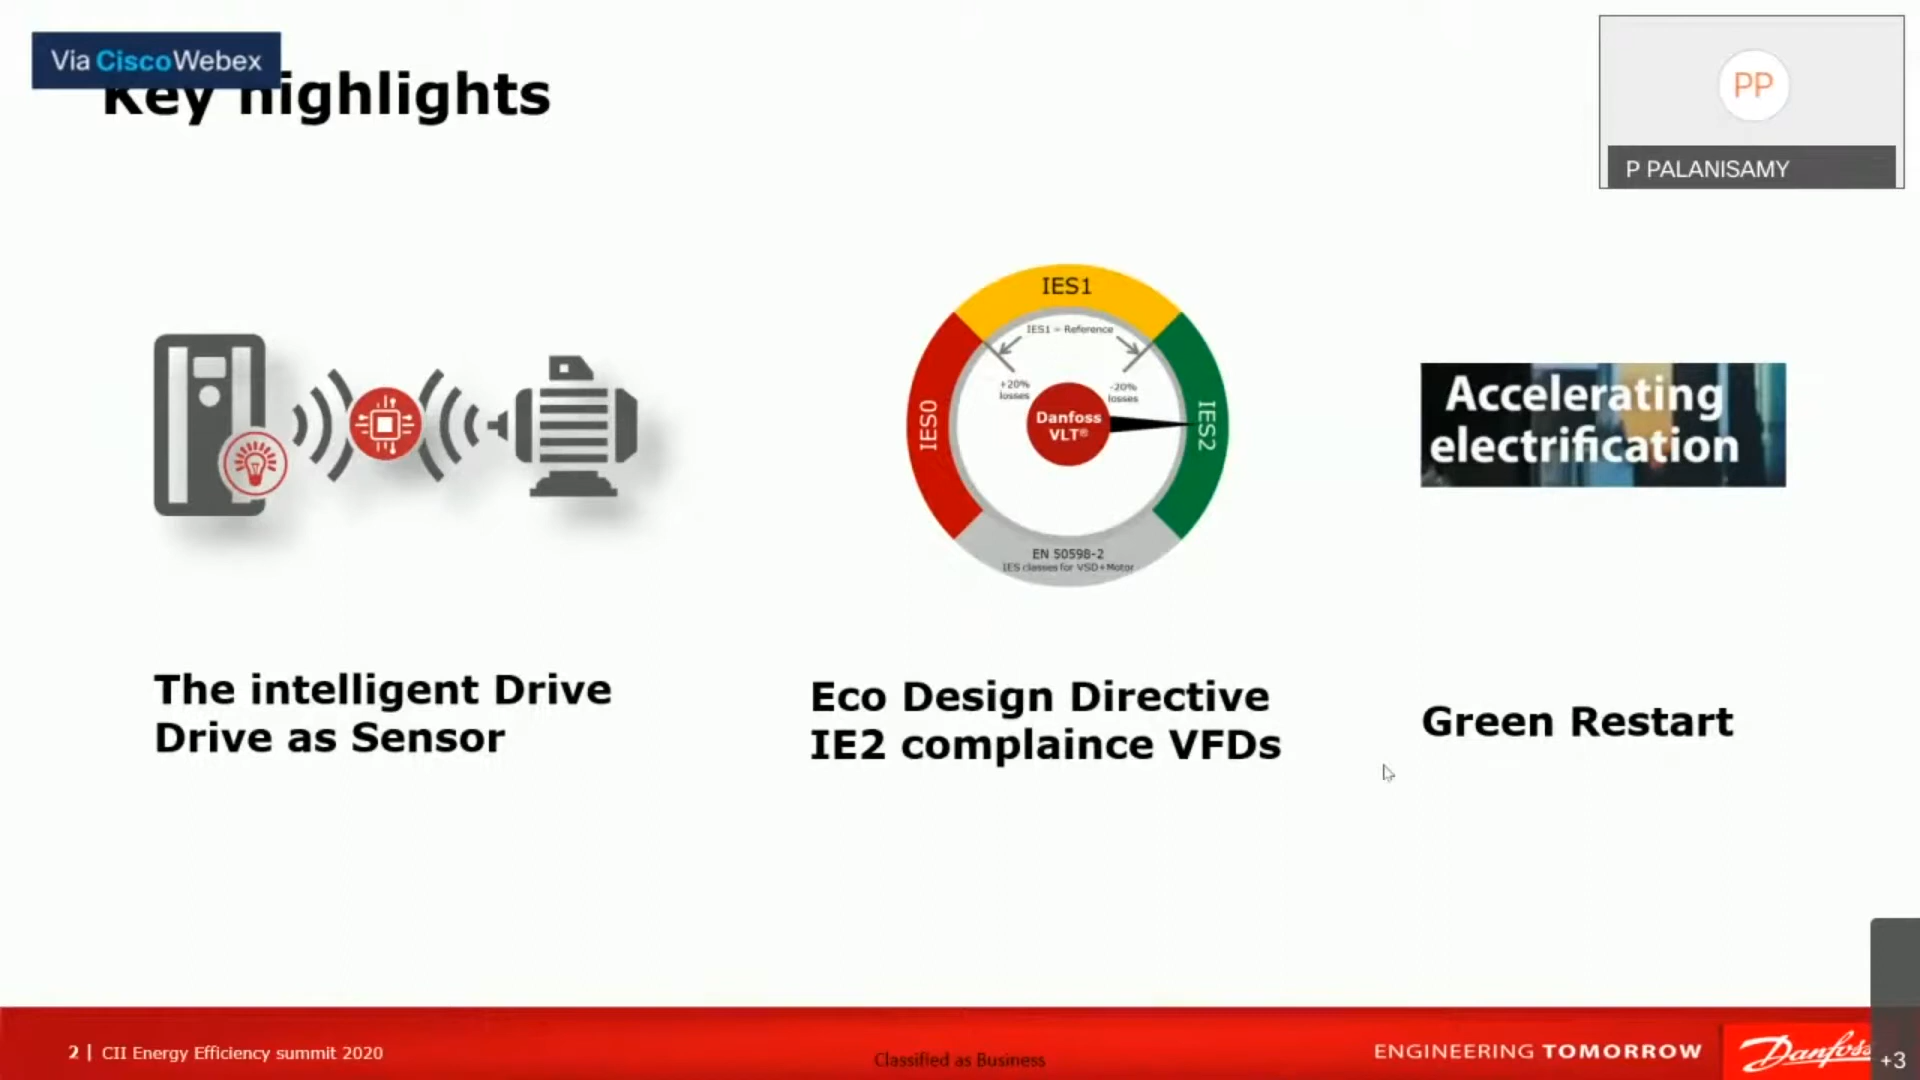 Via CiscoWebex
Key highlights
PP
P PALANISAMY
IES1
IES1 = Reference
+20%
losses
-20%
losses
IES0
Danfoss
VLT®
IES2
EN 50598-2
IES classes for VSD+Motor
Accelerating
electrification
The intelligent Drive
Drive as Sensor
Eco Design Directive
IE2 complaince VFDs
Green Restart
2 | CII Energy Efficiency summit 2020
Classified as Business
ENGINEERING TOMORROW
Danfoss
+3